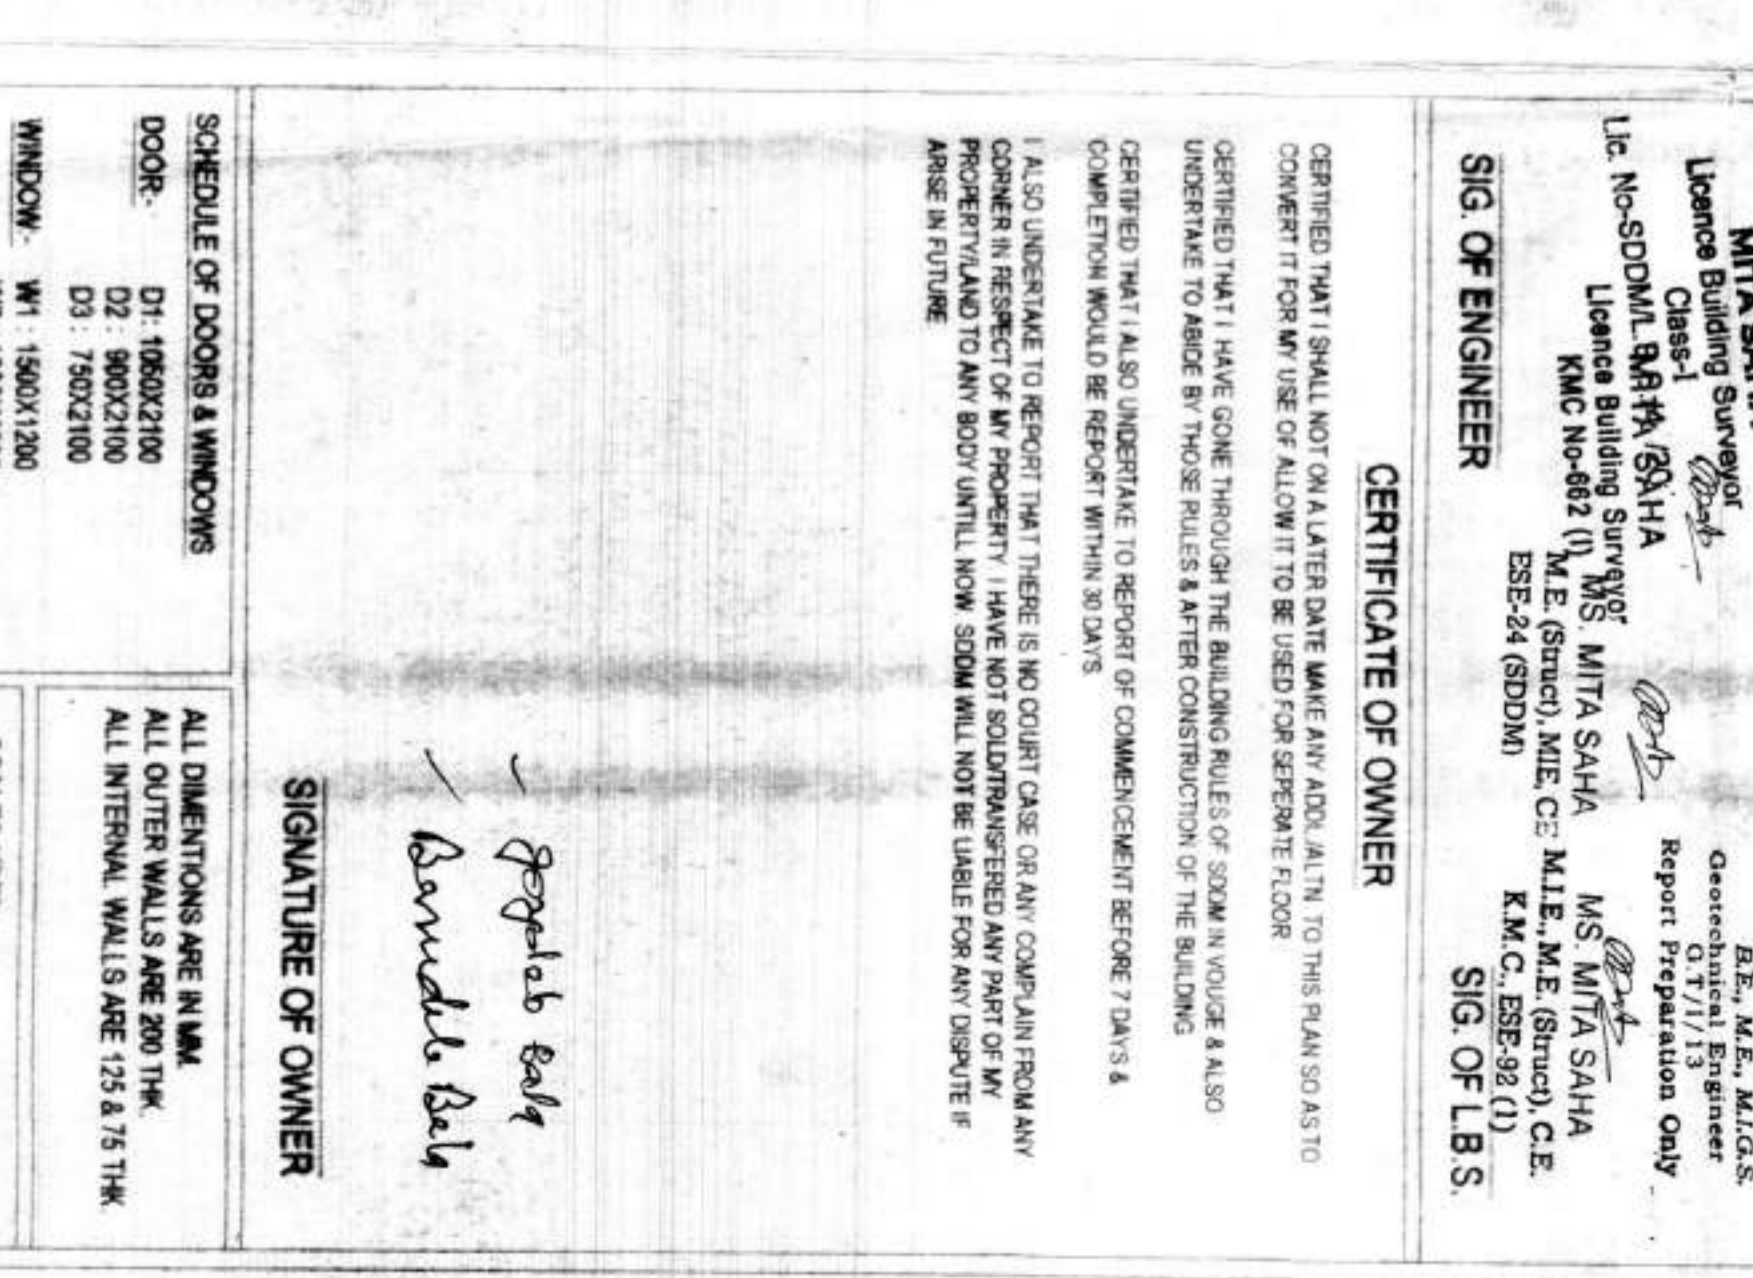 Licence Building Surveyor
Class-I
Lic. No-SDDM/L.B.
MITA SAHA
Licence Building Surveyor
KMC No-662 (I)
B.E., M.E., M.I.G.S.
Geotechnical Engineer
G.T/1/13
Report Preparation Only
MS. MITA SAHA
M.E. (Struct), MIE, CE
ESE-24 (SDDM)
MS. MITA SAHA
M.I.E., M.E. (Struct), C.E.
K.M.C., ESE-92 (1)
SIG. OF ENGINEER
SIG. OF L.B.S.
CERTIFICATE OF OWNER
CERTIFIED THAT I SHALL NOT ON A LATER DATE MAKE ANY ADDL./ALTN. TO THIS PLAN SO AS TO
CONVERT IT FOR MY USE OF ALLOW IT TO BE USED FOR SEPERATE FLOOR
CERTIFIED THAT I HAVE GONE THROUGH THE BUILDING RULES OF SDDM IN VOUGE & ALSO
UNDERTAKE TO ABIDE BY THOSE RULES & AFTER CONSTRUCTION OF THE BUILDING
CERTIFIED THAT I ALSO UNDERTAKE TO REPORT OF COMMENCEMENT BEFORE 7 DAYS &
COMPLETION WOULD BE REPORT WITHIN 30 DAYS.
I ALSO UNDERTAKE TO REPORT THAT THERE IS NO COURT CASE OR ANY COMPLAIN FROM ANY
CORNER IN RESPECT OF MY PROPERTY. I HAVE NOT SOLD/TRANSFERED ANY PART OF MY
PROPERTY/LAND TO ANY BODY UNTILL NOW. SDDM WILL NOT BE LIABLE FOR ANY DISPUTE IF
ARISE IN FUTURE.
SIGNATURE OF OWNER
SCHEDULE OF DOORS & WINDOWS
DOOR:- D1: 1050X2100
D2 : 900X2100
D3 : 750X2100
WINDOW:- W1 : 1500X1200
ALL DIMENTIONS ARE IN MM.
ALL OUTER WALLS ARE 200 THK.
ALL INTERNAL WALLS ARE 125 & 75 THK